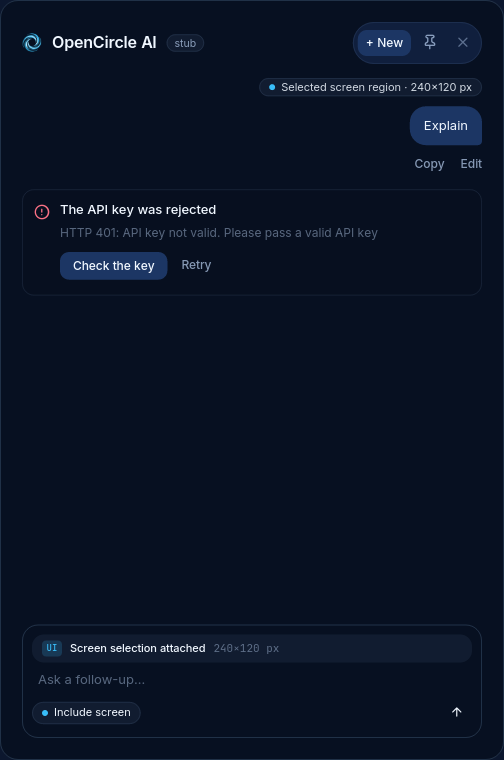 OpenCircle AI stub + New
Selected screen region · 240×120 px
Explain
Copy Edit
The API key was rejected
HTTP 401: API key not valid. Please pass a valid API key
Check the key Retry
UI Screen selection attached 240×120 px
Ask a follow-up...
Include screen